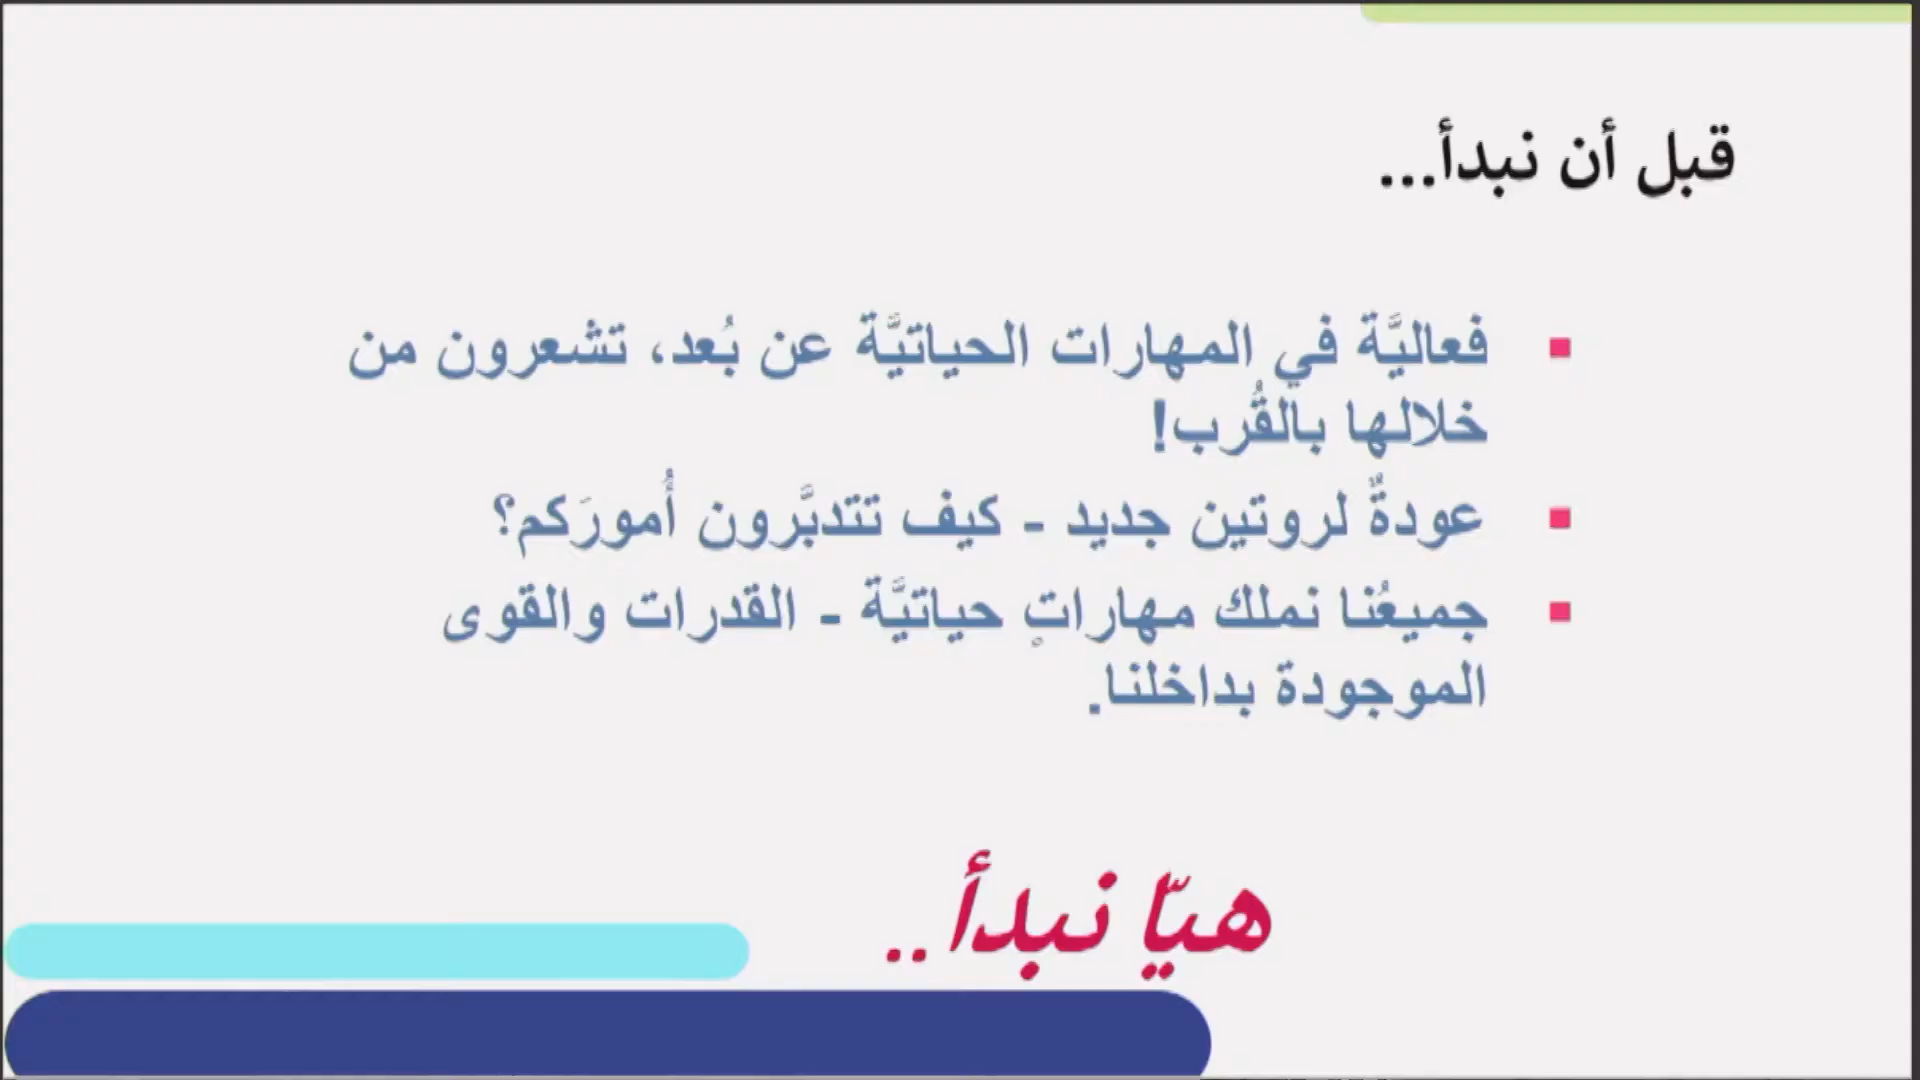 قبل أن نبدأ...
فعاليَّة في المهارات الحياتيَّة عن بُعد، تشعرون من
خلالها بالقُرب!
عودةٌ لروتين جديد - كيف تتدبَّرون أُمورَكم؟
جميعُنا نملك مهاراتٍ حياتيَّة - القدرات والقوى
الموجودة بداخلنا.
هيّا نبدأ..